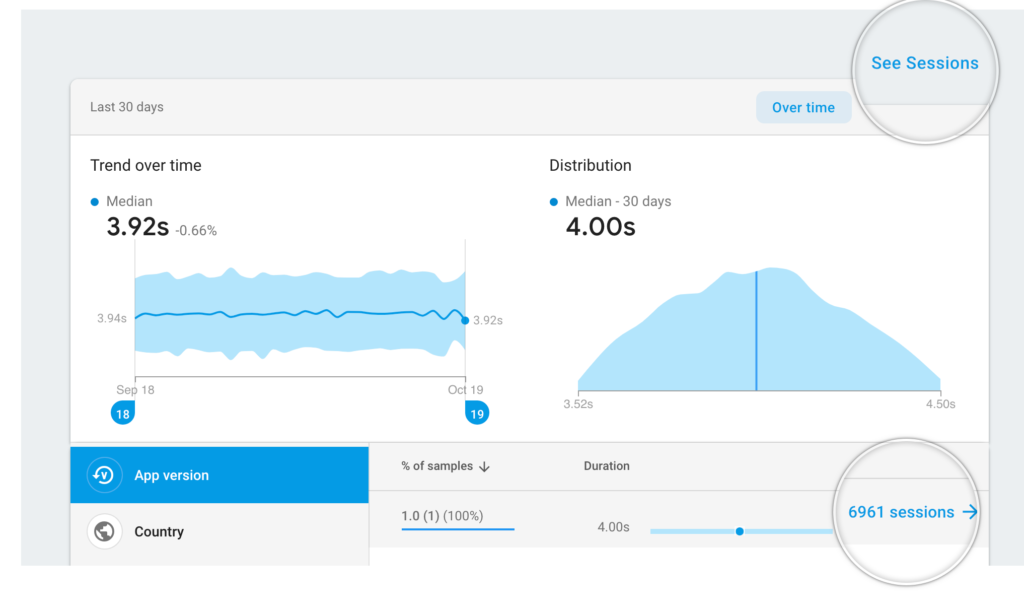 See Sessions
Last 30 days
Over time
Trend over time
Median
3.92s -0.66%
3.94s
3.92s
Sep 18
Oct 19
18
19
Distribution
Median - 30 days
4.00s
3.52s
4.50s
App version
Country
% of samples
Duration
1.0 (1) (100%)
4.00s
6961 sessions